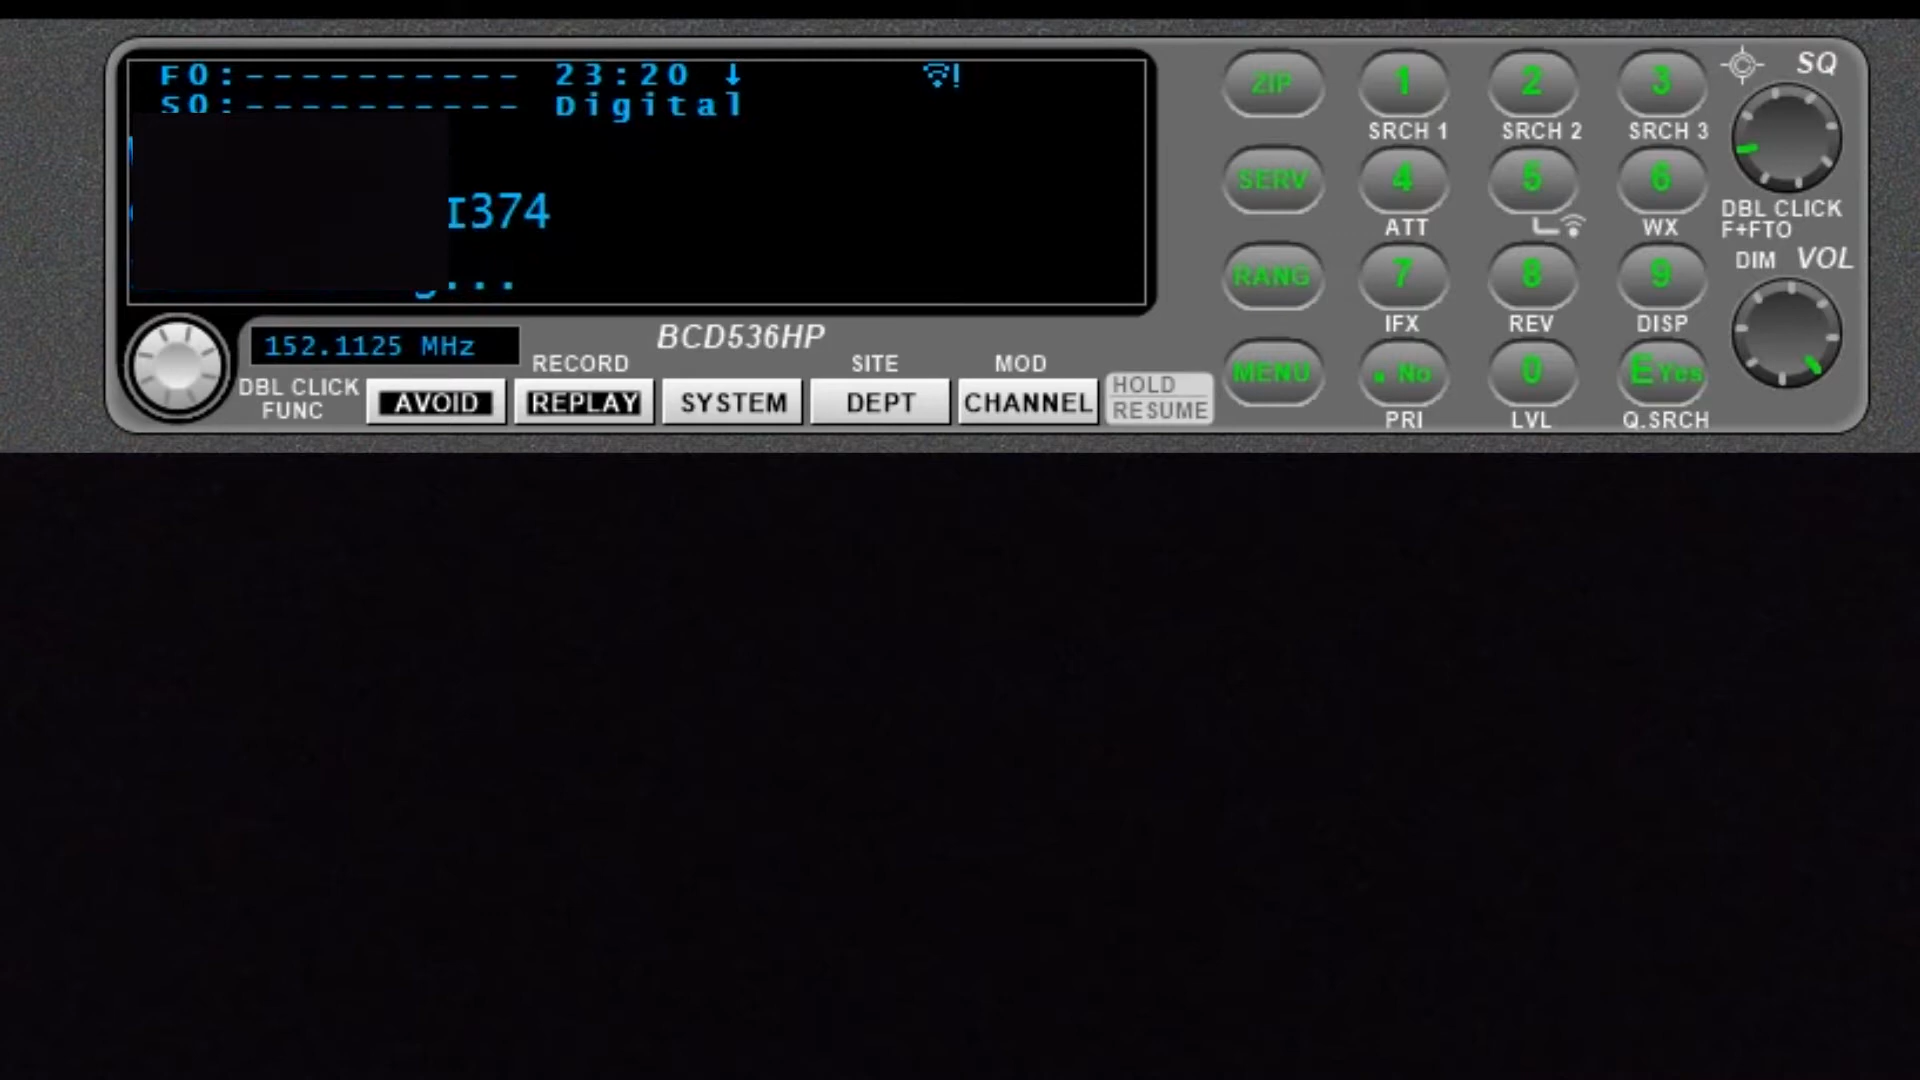 F0:---------- 23:20 ↓
S0:---------- Digital
I374
...
152.1125 MHz
BCD536HP
DBL CLICK
FUNC
RECORD
SITE
MOD
AVOID
REPLAY
SYSTEM
DEPT
CHANNEL
HOLD
RESUME
ZIP
1
2
3
SRCH 1
SRCH 2
SRCH 3
SERV
4
5
6
ATT
WX
RANG
7
8
9
IFX
REV
DISP
MENU
. No
0
E Yes
PRI
LVL
Q.SRCH
SQ
DBL CLICK
F+FTO
DIM VOL